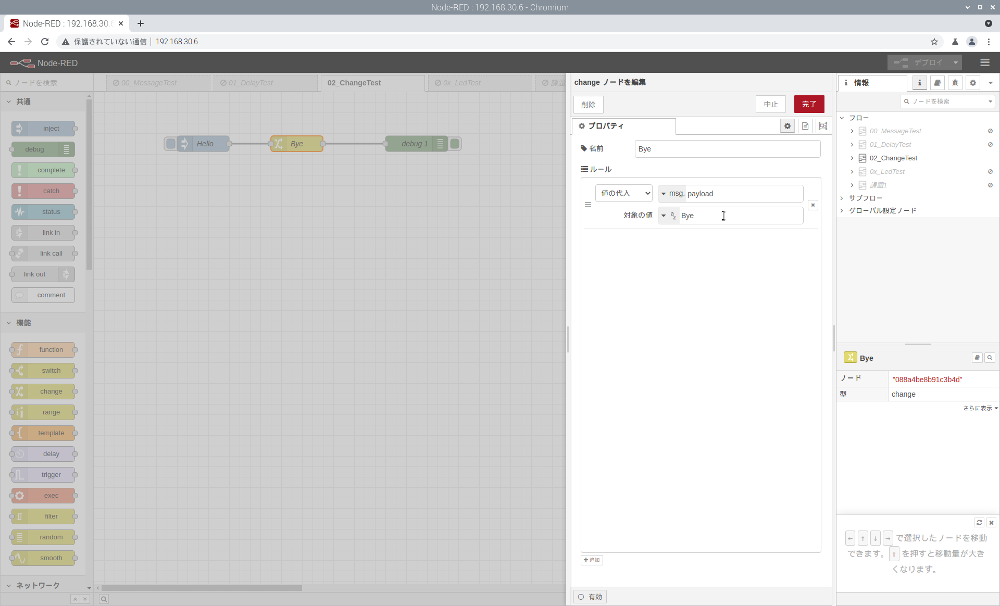 Node-RED : 192.168.30.6 - Chromium
Node-RED : 192.168.30.6
保護されていない通信 192.168.30.6
Node-RED
デプロイ
ノードを検索
00_MessageTest
01_DelayTest
02_ChangeTest
0x_LedTest
課題
共通
inject
debug
complete
catch
status
link in
link call
link out
comment
機能
function
switch
change
range
template
delay
trigger
exec
filter
random
smooth
ネットワーク
Hello
Bye
debug 1
change ノードを編集
削除
中止
完了
プロパティ
名前
Bye
ルール
値の代入
msg. payload
対象の値
az Bye
追加
有効
情報
ノードを検索
フロー
00_MessageTest
01_DelayTest
02_ChangeTest
0x_LedTest
課題1
サブフロー
グローバル設定ノード
Bye
ノード "088a4be8b91c3b4d"
型 change
さらに表示
← ↑ ↓ → で選択したノードを移動
できます。 ⇧ を押すと移動量が大き
くなります。